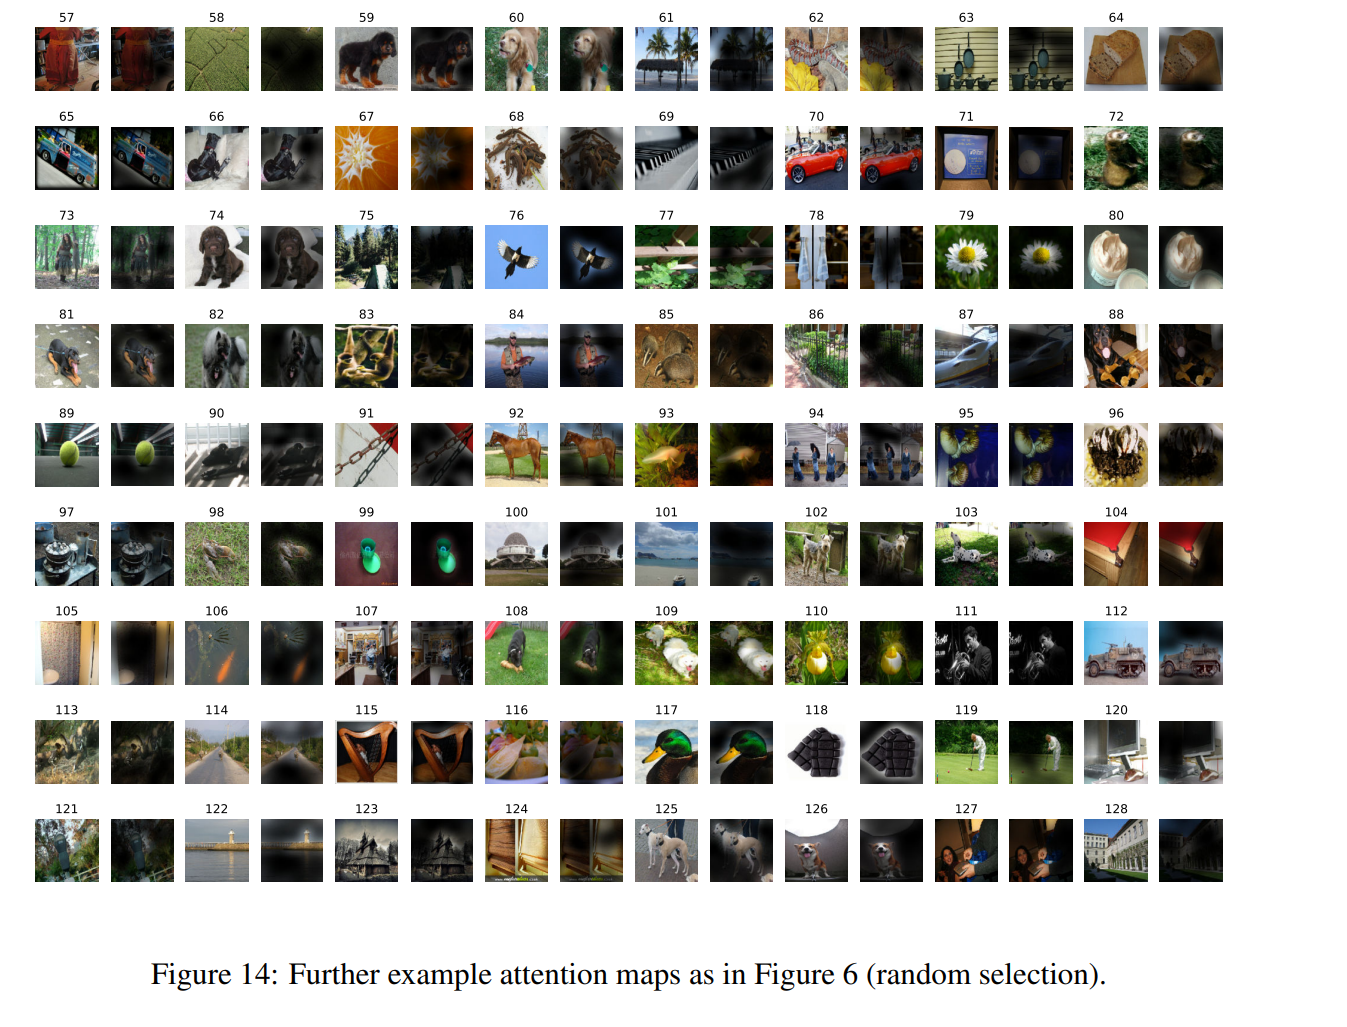 57 58 59 60 61 62 63 64
65 66 67 68 69 70 71 72
73 74 75 76 77 78 79 80
81 82 83 84 85 86 87 88
89 90 91 92 93 94 95 96
97 98 99 100 101 102 103 104
105 106 107 108 109 110 111 112
113 114 115 116 117 118 119 120
121 122 123 124 125 126 127 128
Figure 14: Further example attention maps as in Figure 6 (random selection).